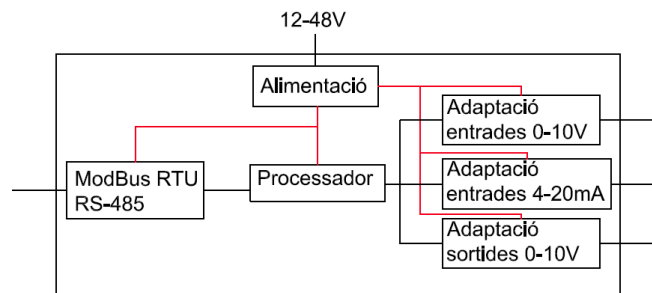 12-48V
Alimentació
Adaptació
entrades 0-10V
ModBus RTU
RS-485
Processador
Adaptació
entrades 4-20mA
Adaptació
sortides 0-10V